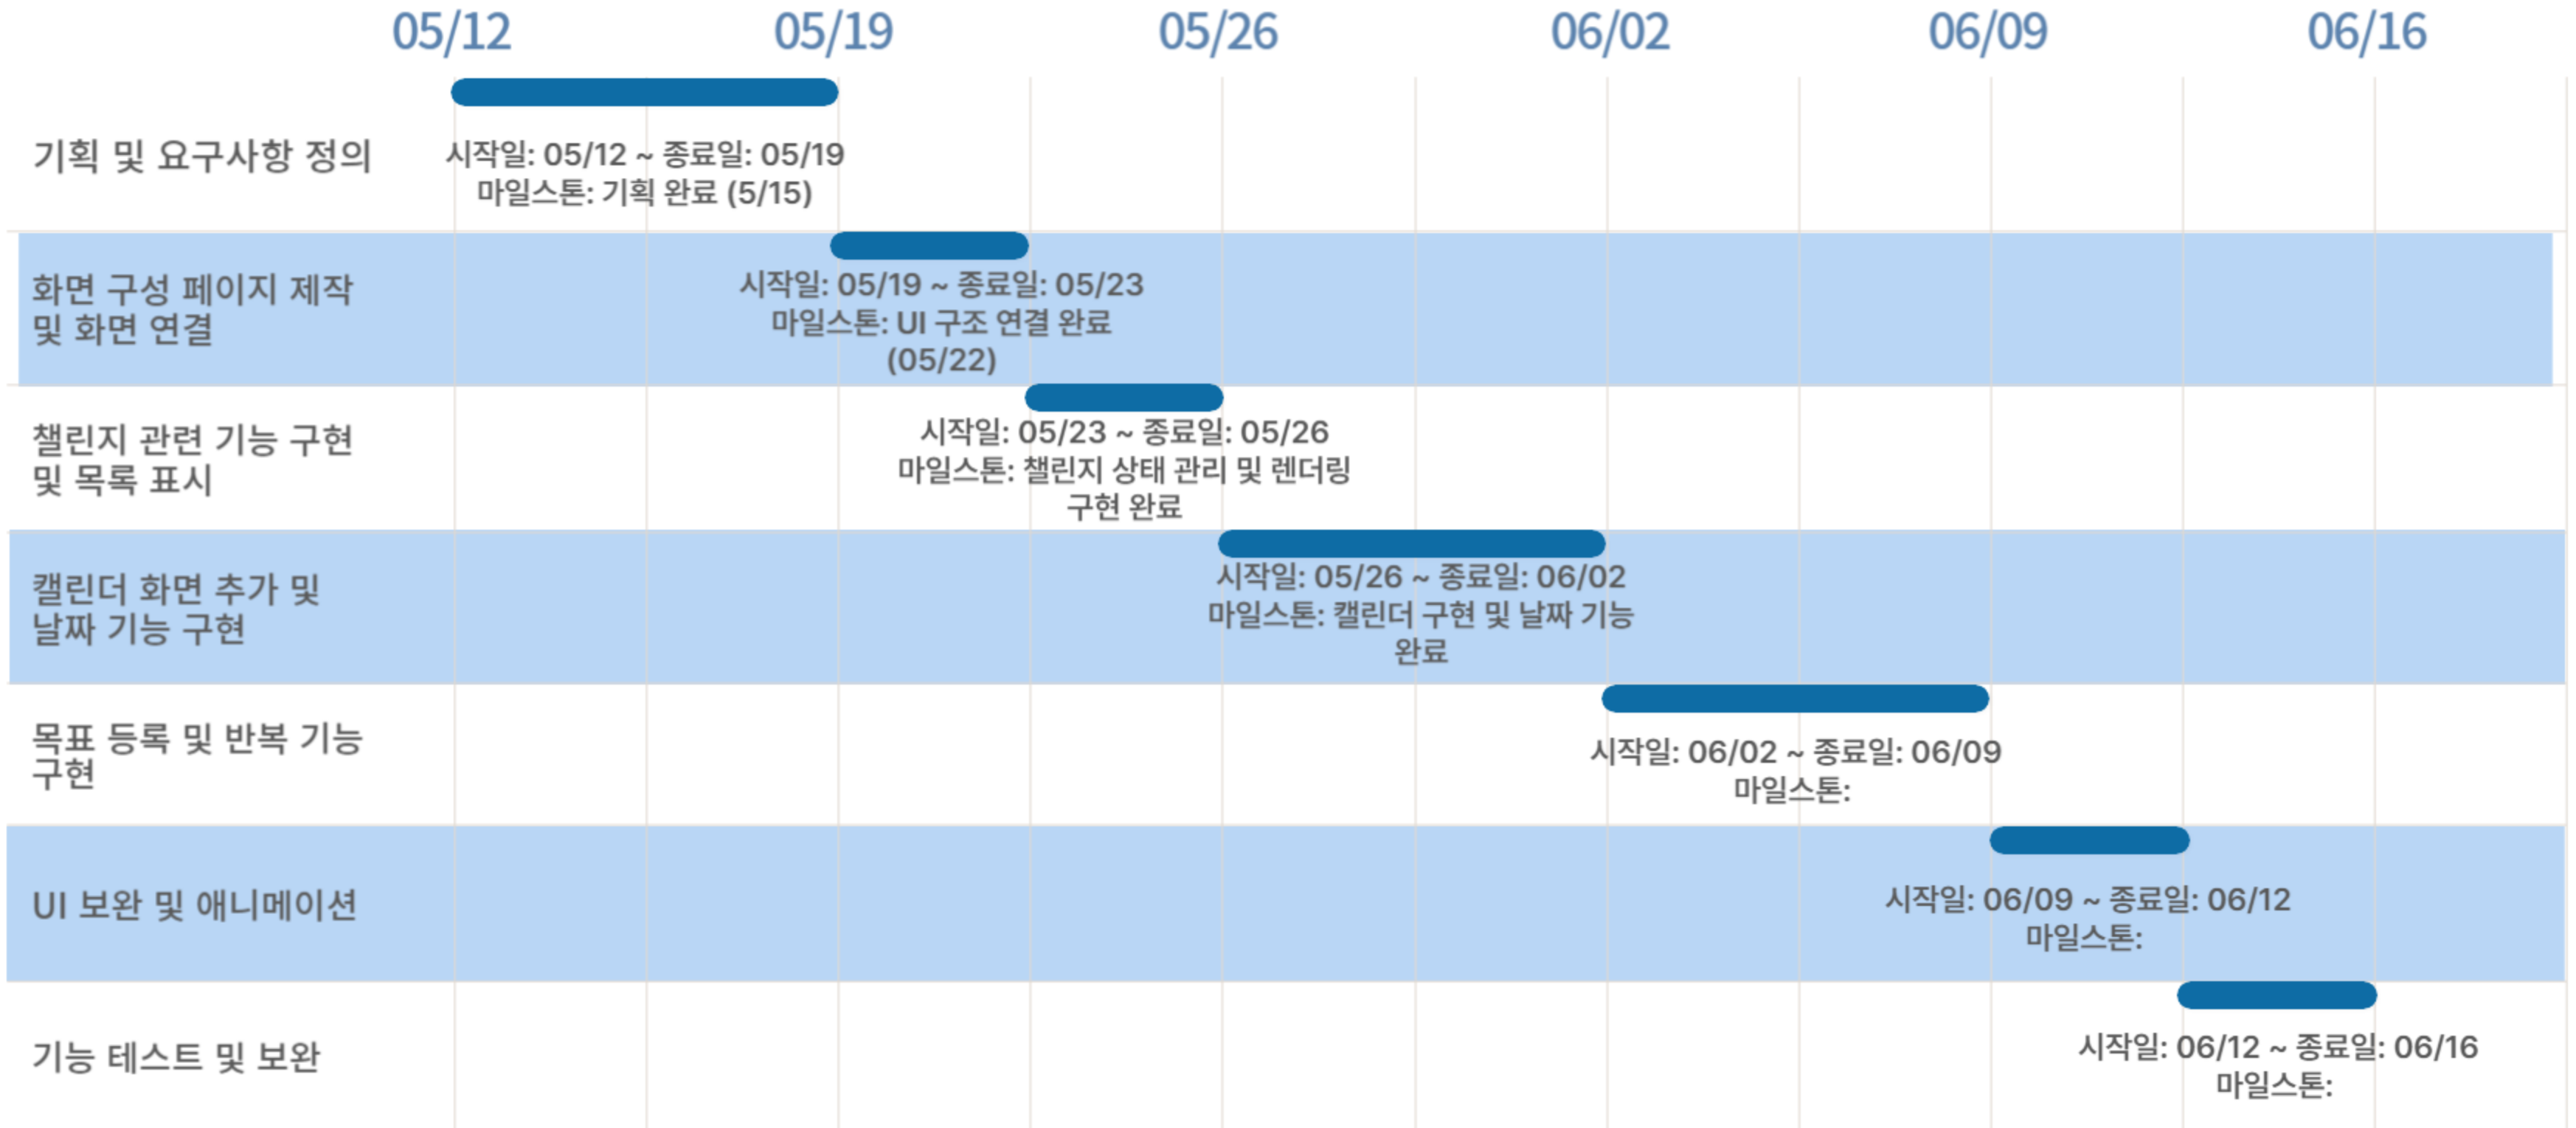 05/12 05/19 05/26 06/02 06/09 06/16
기획 및 요구사항 정의
시작일: 05/12 ~ 종료일: 05/19
마일스톤: 기획 완료 (5/15)
화면 구성 페이지 제작
및 화면 연결
시작일: 05/19 ~ 종료일: 05/23
마일스톤: UI 구조 연결 완료
(05/22)
챌린지 관련 기능 구현
및 목록 표시
시작일: 05/23 ~ 종료일: 05/26
마일스톤: 챌린지 상태 관리 및 렌더링
구현 완료
캘린더 화면 추가 및
날짜 기능 구현
시작일: 05/26 ~ 종료일: 06/02
마일스톤: 캘린더 구현 및 날짜 기능
완료
목표 등록 및 반복 기능
구현
시작일: 06/02 ~ 종료일: 06/09
마일스톤:
UI 보완 및 애니메이션
시작일: 06/09 ~ 종료일: 06/12
마일스톤:
기능 테스트 및 보완
시작일: 06/12 ~ 종료일: 06/16
마일스톤: